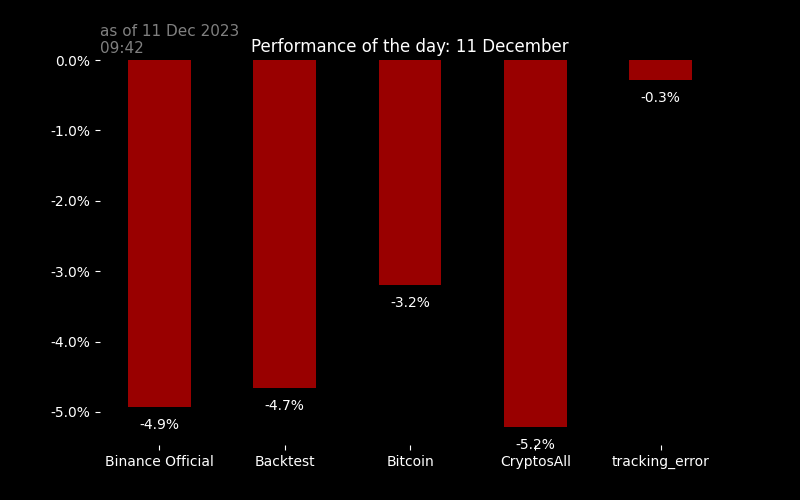 as of 11 Dec 2023
09:42
Performance of the day: 11 December
0.0%
-1.0%
-2.0%
-3.0%
-4.0%
-5.0%
-4.9%
-4.7%
-3.2%
-5.2%
-0.3%
Binance Official
Backtest
Bitcoin
CryptosAll
tracking_error